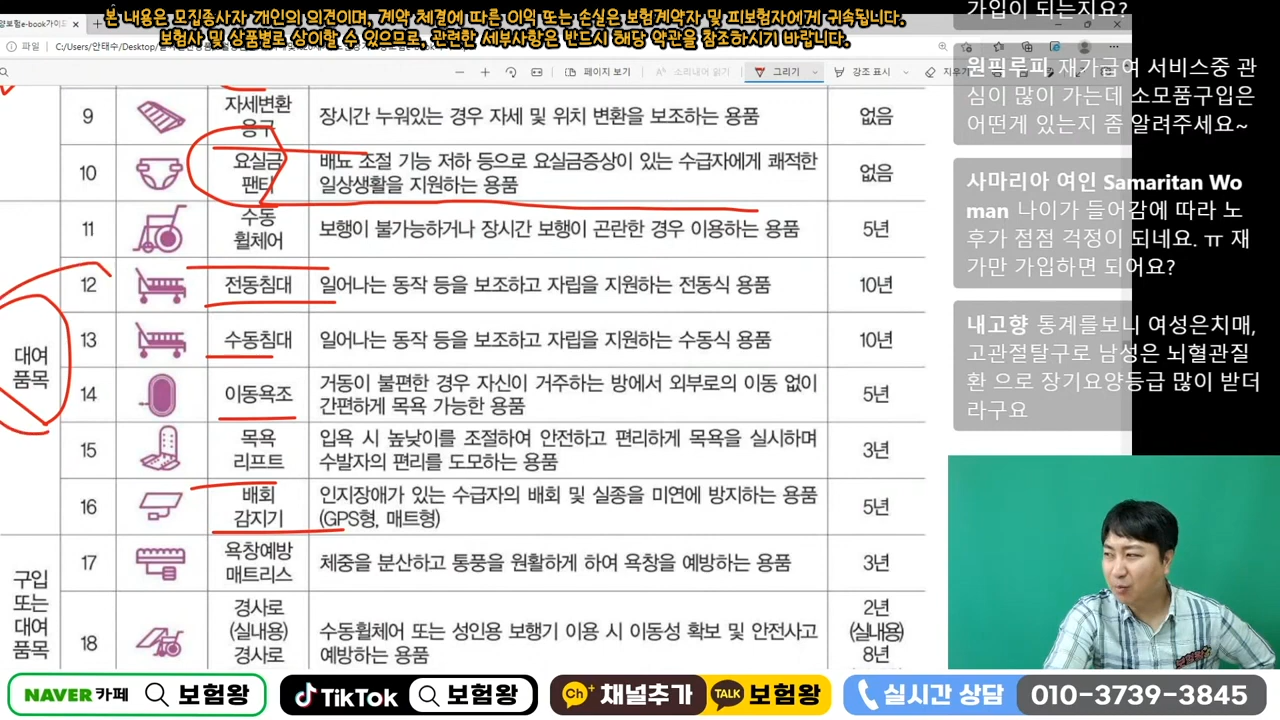 본 내용은 모집종사자 개인의 의견이며, 계약 체결에 따른 이익 또는 손실은 보험계약자 및 피보험자에게 귀속됩니다.
보험사 및 상품별로 상이할 수 있으므로, 관련한 세부사항은 반드시 해당 약관을 참조하시기 바랍니다.
파일
C:/Users/안태수/Desktop/
페이지 보기
소리내어 읽기
그리기
강조 표시
지우기
9
자세변환
용구
장시간 누워있는 경우 자세 및 위치 변환을 보조하는 용품
없음
10
요실금
팬티
배뇨 조절 기능 저하 등으로 요실금증상이 있는 수급자에게 쾌적한
일상생활을 지원하는 용품
없음
대여
품목
11
수동
휠체어
보행이 불가능하거나 장시간 보행이 곤란한 경우 이용하는 용품
5년
12
전동침대
일어나는 동작 등을 보조하고 자립을 지원하는 전동식 용품
10년
13
수동침대
일어나는 동작 등을 보조하고 자립을 지원하는 수동식 용품
10년
14
이동욕조
거동이 불편한 경우 자신이 거주하는 방에서 외부로의 이동 없이
간편하게 목욕 가능한 용품
5년
15
목욕
리프트
입욕 시 높낮이를 조절하여 안전하고 편리하게 목욕을 실시하며
수발자의 편리를 도모하는 용품
3년
16
배회
감지기
인지장애가 있는 수급자의 배회 및 실종을 미연에 방지하는 용품
(GPS형, 매트형)
5년
구입
또는
대여
품목
17
욕창예방
매트리스
체중을 분산하고 통풍을 원활하게 하여 욕창을 예방하는 용품
3년
18
경사로
(실내용)
경사로
수동휠체어 또는 성인용 보행기 이용 시 이동성 확보 및 안전사고
예방하는 용품
2년
(실내용)
8년
가입이 되는지요?
원필루피 재가급여 서비스중 관
심이 많이 가는데 소모품구입은
어떤게 있는지 좀 알려주세요~
사마리아 여인 Samaritan Wo
man 나이가 들어감에 따라 노
후가 점점 걱정이 되네요. ㅠ 재
가만 가입하면 되어요?
내고향 통계를보니 여성은치매,
고관절탈구로 남성은 뇌혈관질
환 으로 장기요양등급 많이 받더
라구요
NAVER 카페 보험왕
TikTok 보험왕
Ch+ 채널추가 TALK 보험왕
실시간 상담 010-3739-3845